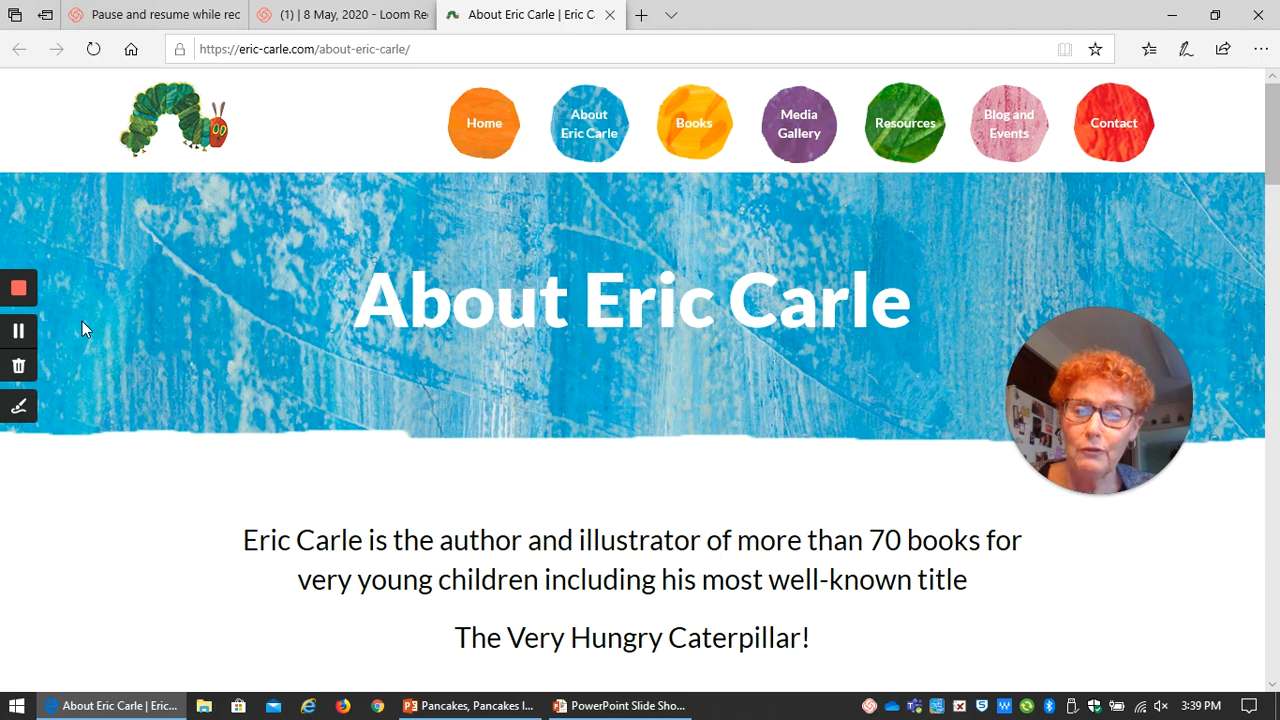 Pause and resume while rec
(1) | 8 May, 2020 - Loom Re
About Eric Carle | Eric C
https://eric-carle.com/about-eric-carle/
Home
About
Eric Carle
Books
Media
Gallery
Resources
Blog and
Events
Contact
About Eric Carle
Eric Carle is the author and illustrator of more than 70 books for
very young children including his most well-known title
The Very Hungry Caterpillar!
About Eric Carle | Eric...
Pancakes, Pancakes I...
PowerPoint Slide Sho...
3:39 PM